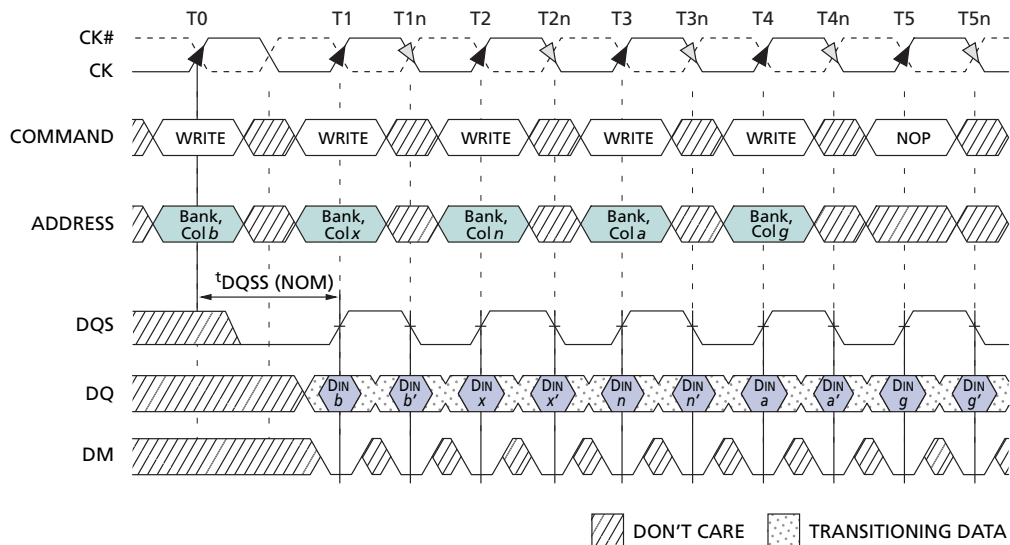 T0 T1 T1n T2 T2n T3 T3n T4 T4n T5 T5n
CK#
CK
COMMAND WRITE WRITE WRITE WRITE WRITE NOP
ADDRESS Bank, Col b Bank, Col x Bank, Col n Bank, Col a Bank, Col g
tDQSS (NOM)
DQS
DQ DIN b DIN b' DIN x DIN x' DIN n DIN n' DIN a DIN a' DIN g DIN g'
DM
DON'T CARE TRANSITIONING DATA